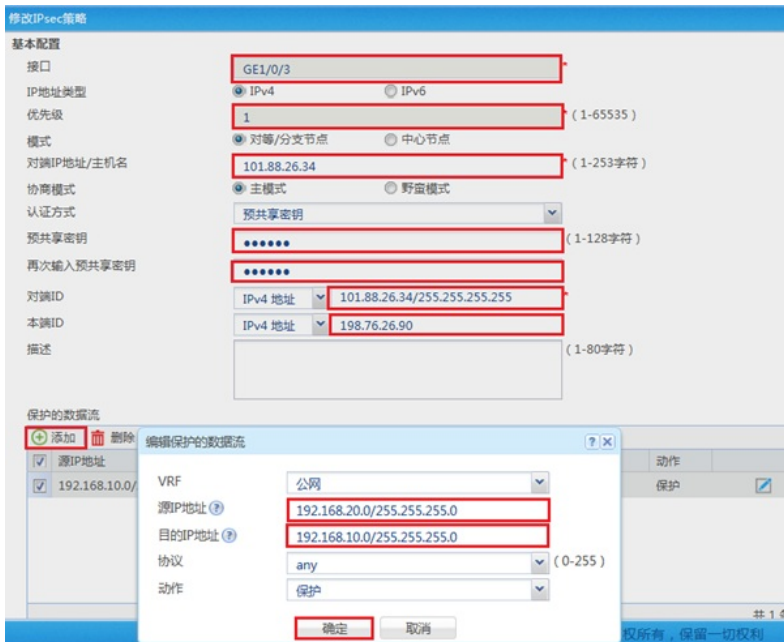 修改IPsec策略
基本配置
接口 GE1/0/3 *
IP地址类型 IPv4 IPv6
优先级 1 * (1-65535)
模式 对等/分支节点 中心节点
对端IP地址/主机名 101.88.26.34 * (1-253字符)
协商模式 主模式 野蛮模式
认证方式 预共享密钥
预共享密钥 •••••• (1-128字符)
再次输入预共享密钥 ••••••
对端ID IPv4 地址 101.88.26.34/255.255.255.255 *
本端ID IPv4 地址 198.76.26.90
描述 (1-80字符)
保护的数据流
添加 删除
源IP地址 动作
192.168.10.0/ 保护
编辑保护的数据流
VRF 公网
源IP地址 192.168.20.0/255.255.255.0
目的IP地址 192.168.10.0/255.255.255.0
协议 any (0-255)
动作 保护
确定 取消
共 1
权所有，保留一切权利